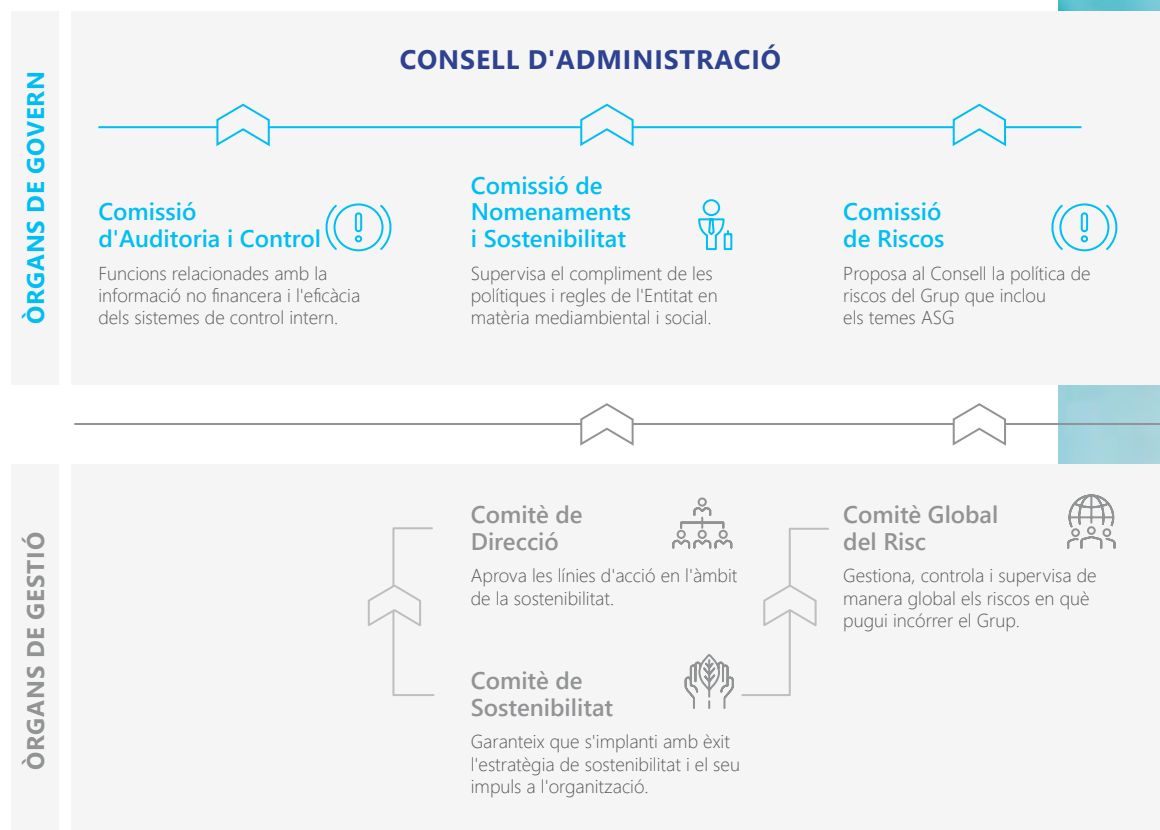 ÒRGANS DE GOVERN
CONSELL D'ADMINISTRACIÓ
Comissió
d'Auditoria i Control
Funcions relacionades amb la
informació no financera i l'eficàcia
dels sistemes de control intern.
Comissió de
Nomenaments
i Sostenibilitat
Supervisa el compliment de les
polítiques i regles de l'Entitat en
matèria mediambiental i social.
Comissió
de Riscos
Proposa al Consell la política de
riscos del Grup que inclou
els temes ASG
ÒRGANS DE GESTIÓ
Comitè de
Direcció
Aprova les línies d'acció en l'àmbit
de la sostenibilitat.
Comitè Global
del Risc
Gestiona, controla i supervisa de
manera global els riscos en què
pugui incórrer el Grup.
Comitè de
Sostenibilitat
Garanteix que s'implanti amb èxit
l'estratègia de sostenibilitat i el seu
impuls a l'organització.